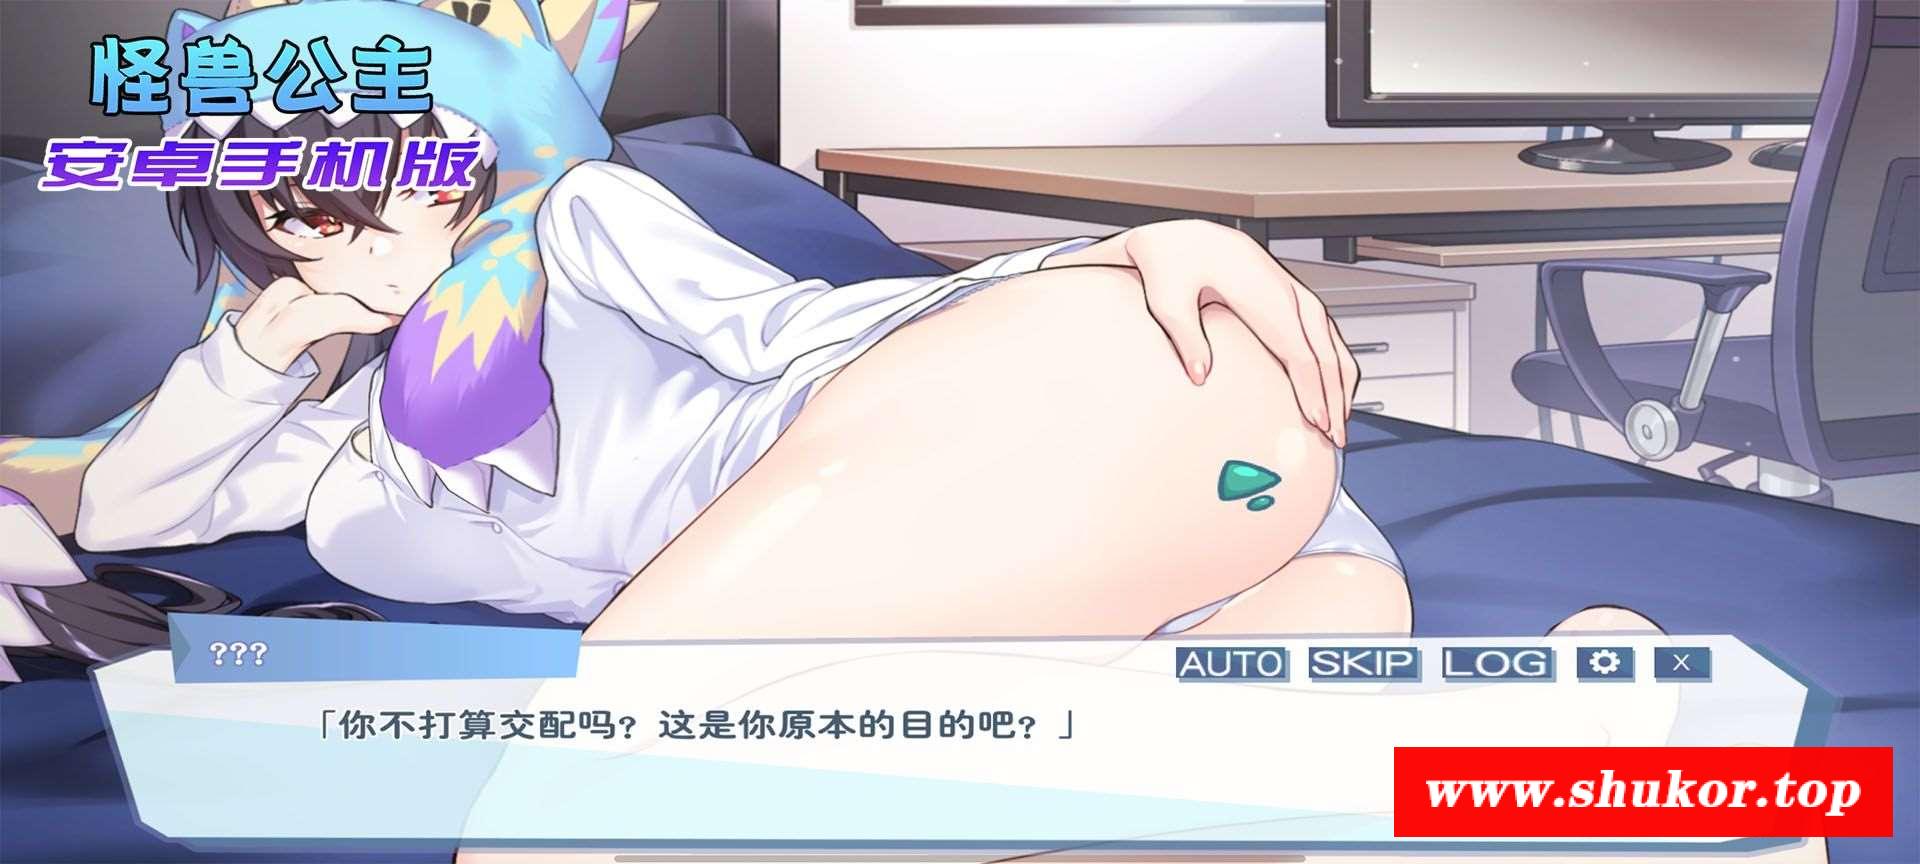 怪兽公主
安卓手机版
???
AUTO SKIP LOG X
「你不打算交配吗？这是你原本的目的吧？」
www.shukor.top